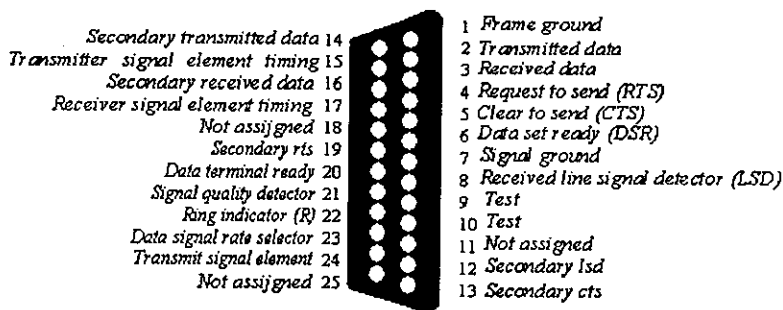 Secondary transmitted data 14
Transmitter signal element timing 15
Secondary received data 16
Receiver signal element timing 17
Not assijgned 18
Secondary rts 19
Data terminal ready 20
Signal quality detector 21
Ring indicator (R) 22
Data signal rate selector 23
Transmit signal element 24
Not assijgned 25
1 Frame ground
2 Transmitted data
3 Received data
4 Request to send (RTS)
5 Clear to send (CTS)
6 Data set ready (DSR)
7 Signal ground
8 Received line signal detector (LSD)
9 Test
10 Test
11 Not assigned
12 Secondary lsd
13 Secondary cts